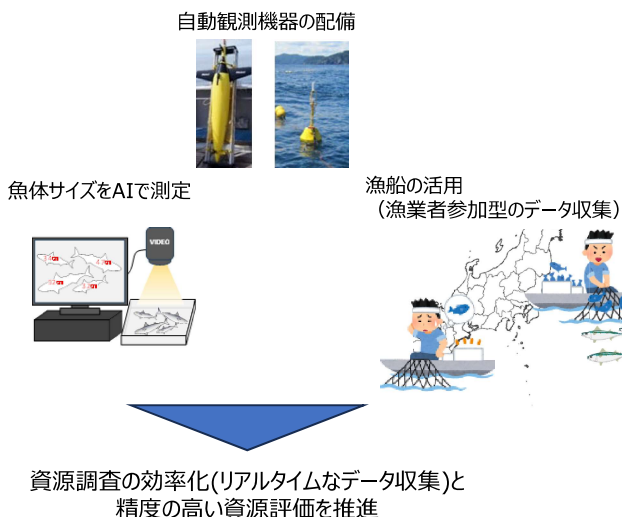 自動観測機器の配備
魚体サイズをAIで測定
漁船の活用
（漁業者参加型のデータ収集）
VIDEO
資源調査の効率化(リアルタイムなデータ収集)と
精度の高い資源評価を推進